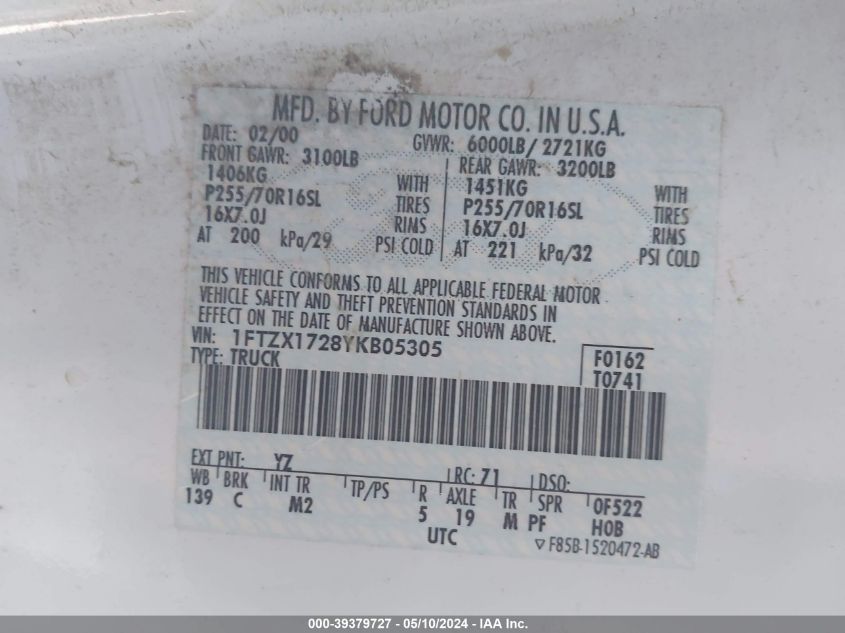 MFD. BY FORD MOTOR CO. IN U.S.A.
DATE: 02/00 GVWR: 6000LB/ 2721KG
FRONT GAWR: 3100LB REAR GAWR: 3200LB
1406KG WITH 1451KG WITH
P255/70R16SL TIRES P255/70R16SL TIRES
16X7.0J RIMS 16X7.0J RIMS
AT 200 kPa/29 PSI COLD AT 221 kPa/32 PSI COLD
THIS VEHICLE CONFORMS TO ALL APPLICABLE FEDERAL MOTOR
VEHICLE SAFETY AND THEFT PREVENTION STANDARDS IN
EFFECT ON THE DATE OF MANUFACTURE SHOWN ABOVE.
VIN: 1FTZX1728YKB05305 F0162
TYPE: TRUCK T0741
EXT PNT: YZ RC: 71 DSO:
WB BRK INT TR TP/PS R AXLE TR SPR 0F522
139 C M2 5 19 M PF H0B
UTC ▽ F85B-1520472-AB
000-39379727 - 05/10/2024 - IAA Inc.